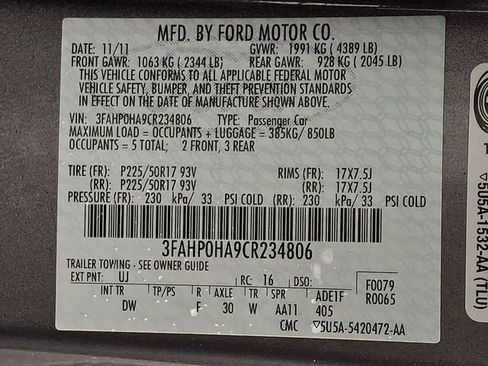 MFD. BY FORD MOTOR CO.
DATE: 11/11 GVWR: 1991 KG (4389 LB)
FRONT GAWR: 1063 KG (2344 LB) REAR GAWR: 928 KG (2045 LB)
THIS VEHICLE CONFORMS TO ALL APPLICABLE FEDERAL MOTOR
VEHICLE SAFETY, BUMPER, AND THEFT PREVENTION STANDARDS
IN EFFECT ON THE DATE OF MANUFACTURE SHOWN ABOVE.
VIN: 3FAHP0HA9CR234806 TYPE: Passenger Car
MAXIMUM LOAD = OCCUPANTS + LUGGAGE = 385KG/850LB
OCCUPANTS = 5 TOTAL; 2 FRONT, 3 REAR
TIRE (FR): P225/50R17 93V RIMS (FR): 17X7.5J
(RR): P225/50R17 93V (RR): 17X7.5J
PRESSURE (FR): 230 kPa/ 33 PSI COLD (RR): 230 kPa/ 33 PSI COLD
3FAHP0HA9CR234806
TRAILER TOWING - SEE OWNER GUIDE
EXT PNT: UJ RC: 16 DSO: F0079
INT TR TP/PS R AXLE TR SPR ADE1F R0065
DW F 30 W AA11 405
CMC ▽5U5A-5420472-AA
▽5U5A-1532-AA (TLU)